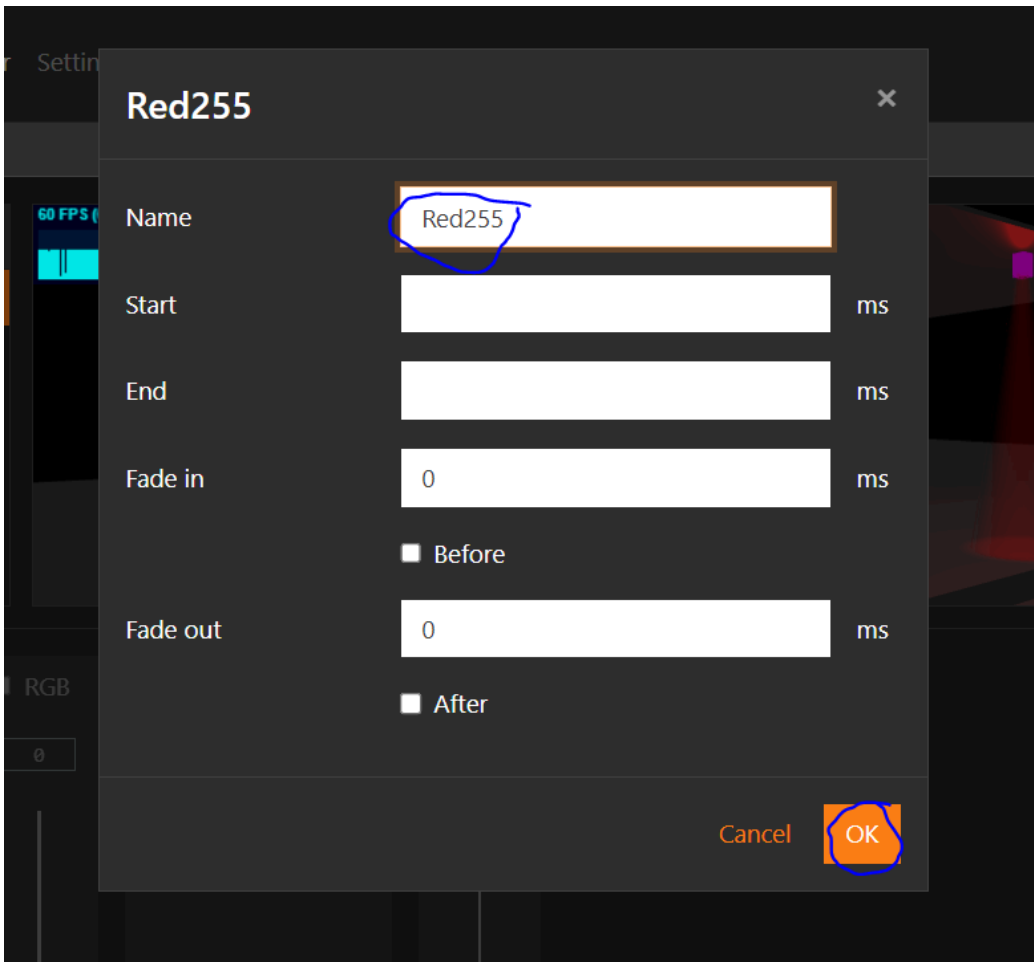 r Settin
Red255 ×
60 FPS (
Name Red255
Start ms
End ms
Fade in 0 ms
Before
Fade out 0 ms
RGB
After
0
Cancel OK